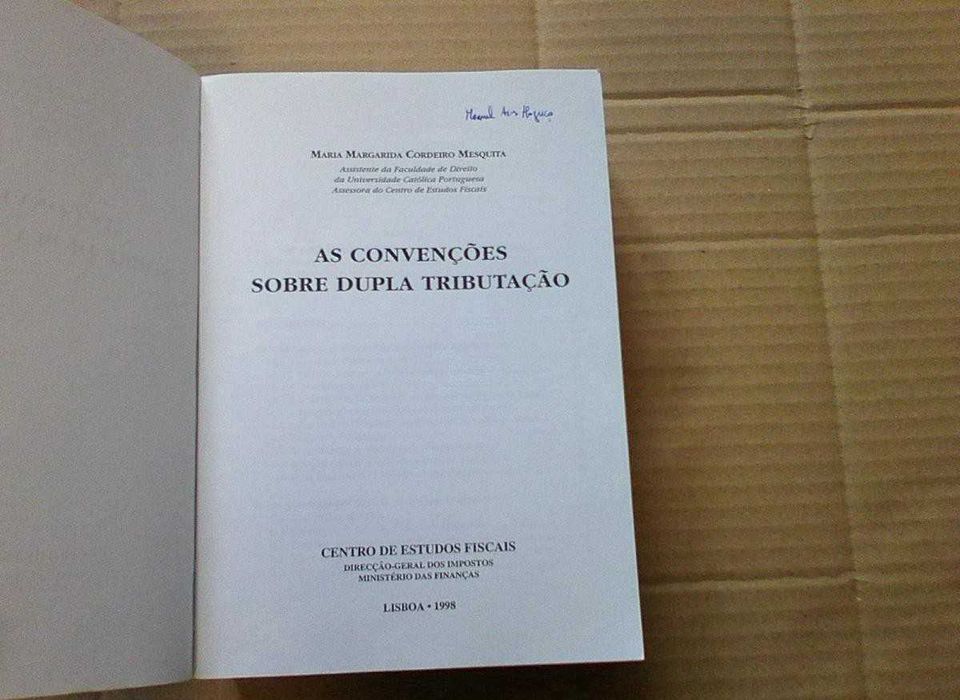 Manuel
MARIA MARGARIDA CORDEIRO MESQUITA
Assistente da Faculdade de Direito
da Universidade Católica Portuguesa
Assessora do Centro de Estudos Fiscais
AS CONVENÇÕES
SOBRE DUPLA TRIBUTAÇÃO
CENTRO DE ESTUDOS FISCAIS
DIRECÇÃO-GERAL DOS IMPOSTOS
MINISTÉRIO DAS FINANÇAS
LISBOA • 1998